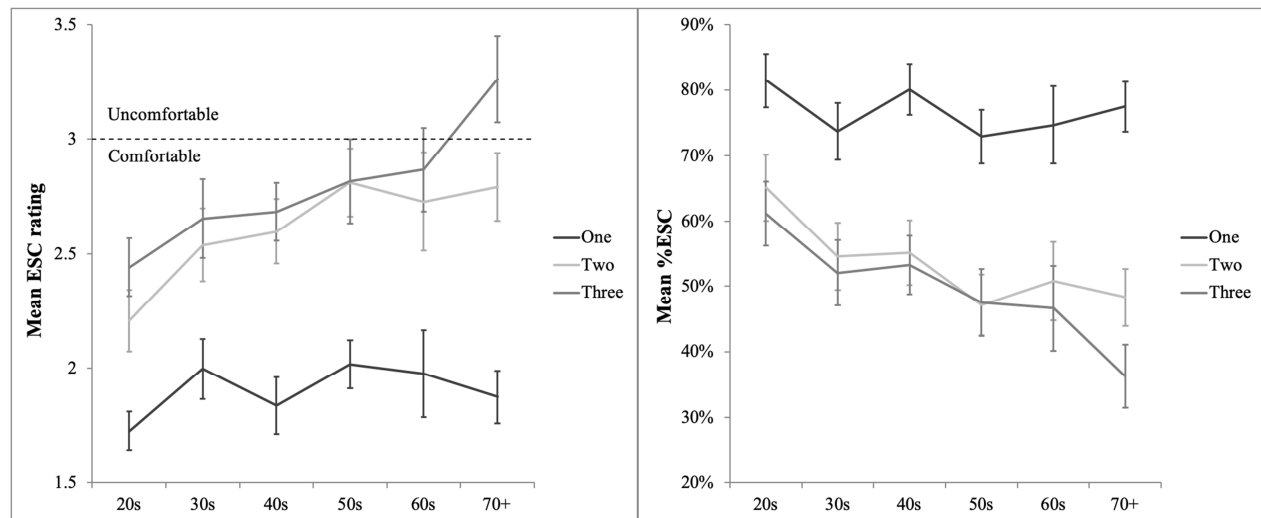 Mean ESC rating
3.5
3
2.5
2
1.5
Uncomfortable
Comfortable
20s 30s 40s 50s 60s 70+
One
Two
Three
Mean %ESC
90%
80%
70%
60%
50%
40%
30%
20%
20s 30s 40s 50s 60s 70+
One
Two
Three